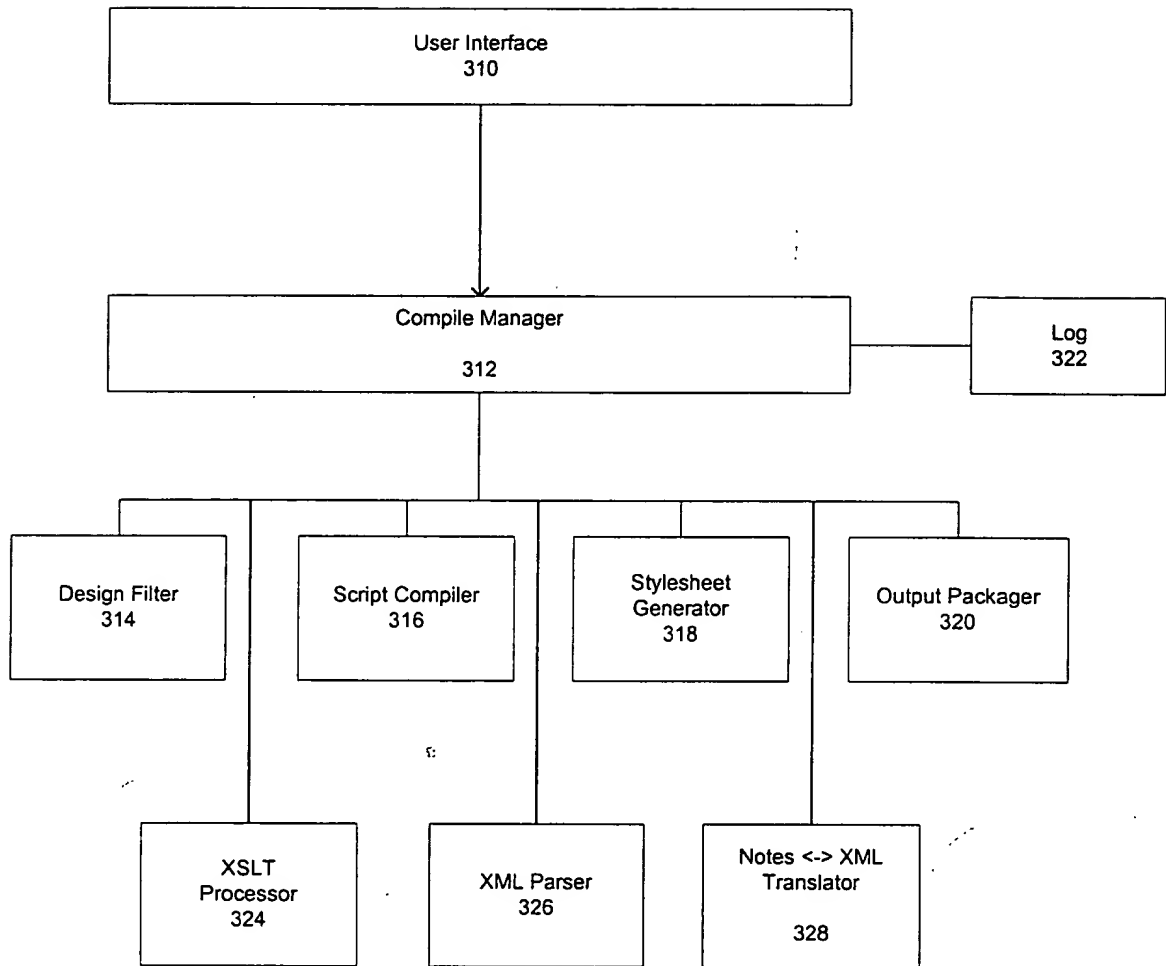 User Interface
310
Compile Manager
312
Log
322
Design Filter
314
Script Compiler
316
Stylesheet
Generator
318
Output Packager
320
XSLT
Processor
324
XML Parser
326
Notes <-> XML
Translator
328